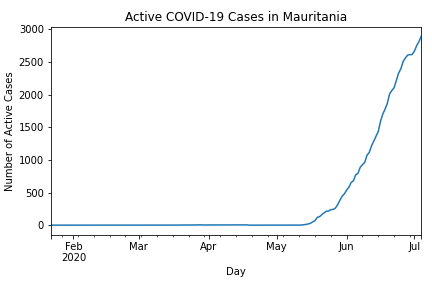 Active COVID-19 Cases in Mauritania
Number of Active Cases
3000
2500
2000
1500
1000
500
0
Feb Mar Apr May Jun Jul
2020
Day